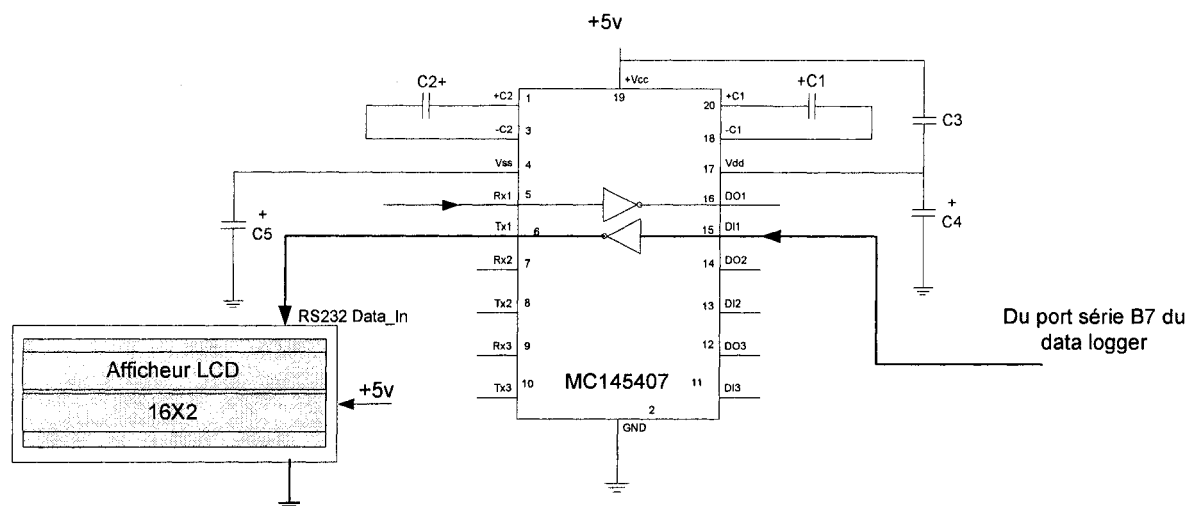 +5v
C2+
+C2
1
+Vcc
19
+C1
20
+C1
-C2
3
-C1
18
C3
Vss
4
Vdd
17
Rx1
5
16
DO1
+
C5
+
C4
Tx1
6
15
DI1
Rx2
7
14
DO2
Tx2
8
13
DI2
RS232 Data_In
Du port série B7 du
data logger
Rx3
9
12
DO3
Afficheur LCD
Tx3
10
MC145407
11
DI3
+5v
16X2
2
GND